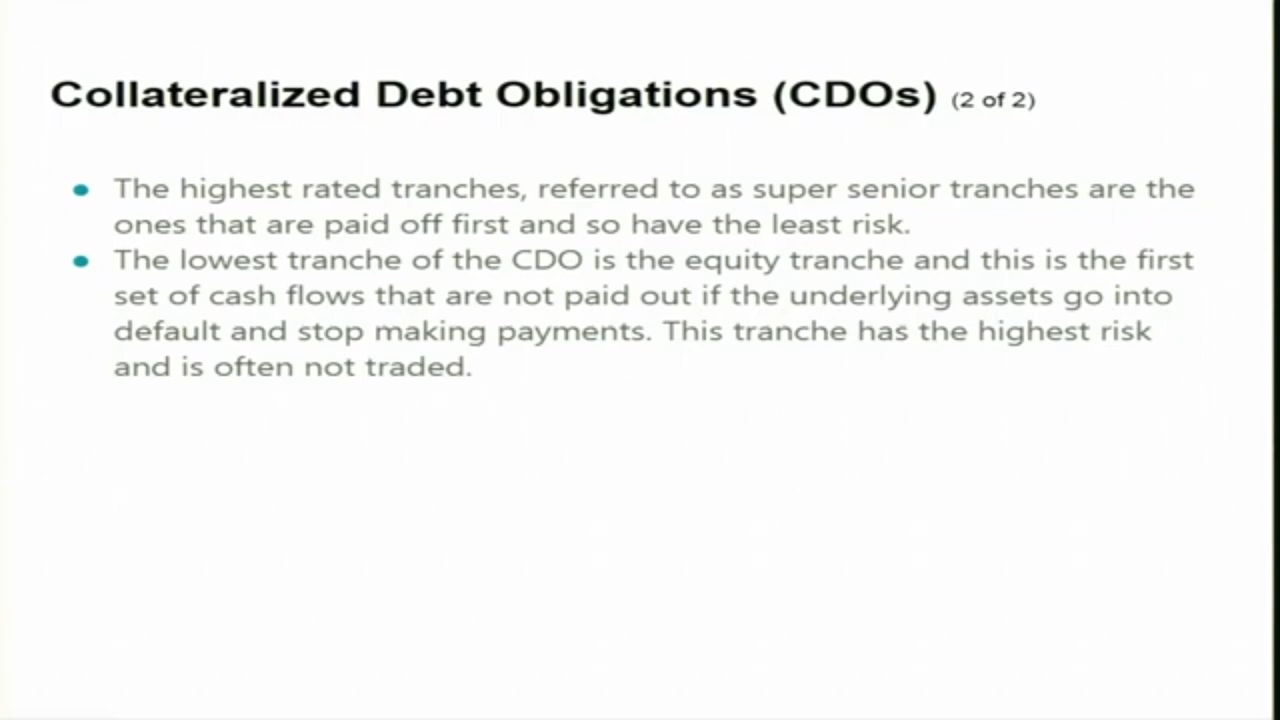 Collateralized Debt Obligations (CDOs) (2 of 2)
• The highest rated tranches, referred to as super senior tranches are the
ones that are paid off first and so have the least risk.
• The lowest tranche of the CDO is the equity tranche and this is the first
set of cash flows that are not paid out if the underlying assets go into
default and stop making payments. This tranche has the highest risk
and is often not traded.